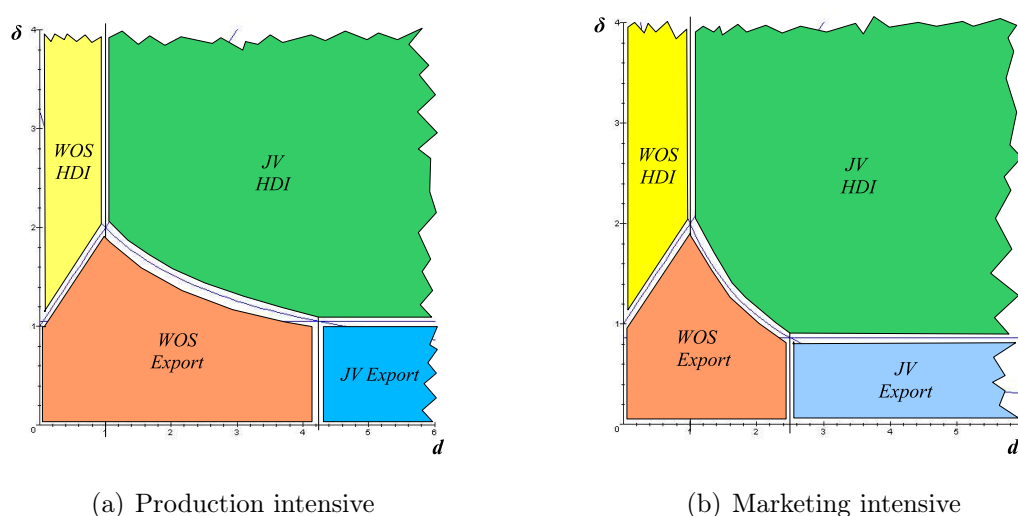 δ
4
3
2
1
0
1
2
3
4
5
6
d
WOS
HDI
JV
HDI
WOS
Export
JV Export
(a) Production intensive
δ
4
3
2
1
0
1
2
3
4
5
d
WOS
HDI
JV
HDI
WOS
Export
JV
Export
(b) Marketing intensive